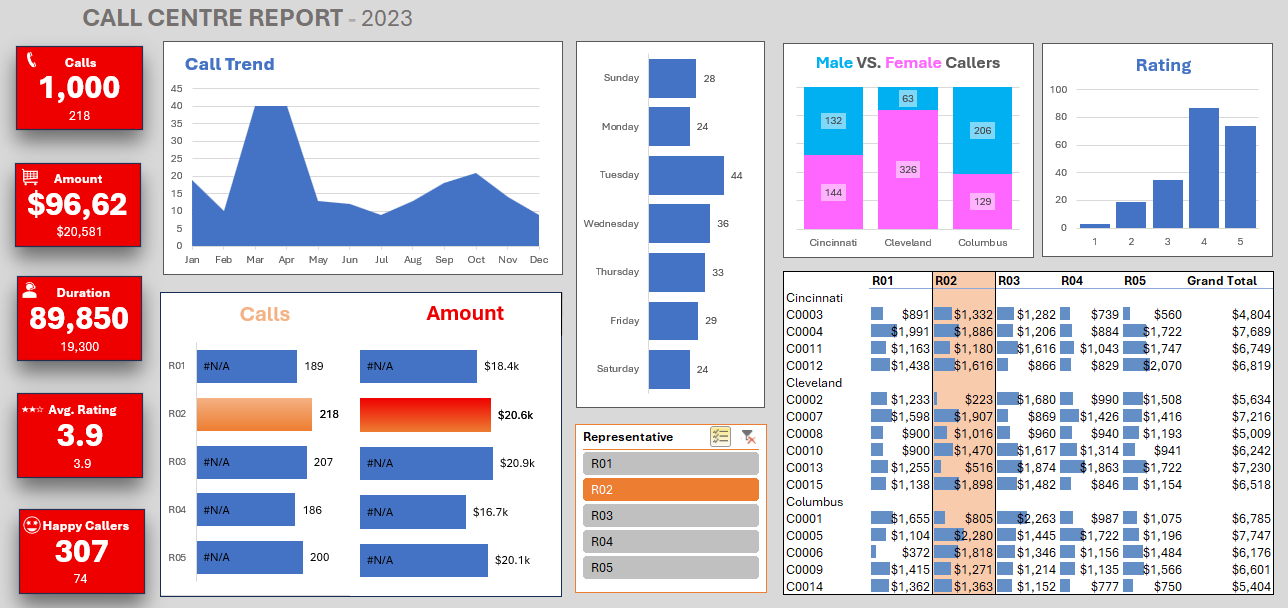 CALL CENTRE REPORT - 2023
Calls
1,000
218
Amount
$96,62
$20,581
Duration
89,850
19,300
Avg. Rating
3.9
3.9
Happy Callers
307
74
Call Trend
45
40
35
30
25
20
15
10
5
0
Jan Feb Mar Apr May Jun Jul Aug Sep Oct Nov Dec
Calls Amount
R01 #N/A 189 #N/A $18.4k
R02 218 $20.6k
R03 #N/A 207 #N/A $20.9k
R04 #N/A 186 #N/A $16.7k
R05 #N/A 200 #N/A $20.1k
Sunday 28
Monday 24
Tuesday 44
Wednesday 36
Thursday 33
Friday 29
Saturday 24
Representative
R01
R02
R03
R04
R05
Male VS. Female Callers
132 63 206
144 326 129
Cincinnati Cleveland Columbus
Rating
100
80
60
40
20
0
1 2 3 4 5
R01 R02 R03 R04 R05 Grand Total
Cincinnati
C0003 $891 $1,332 $1,282 $739 $560 $4,804
C0004 $1,991 $1,886 $1,206 $884 $1,722 $7,689
C0011 $1,163 $1,180 $1,616 $1,043 $1,747 $6,749
C0012 $1,438 $1,616 $866 $829 $2,070 $6,819
Cleveland
C0002 $1,233 $223 $1,680 $990 $1,508 $5,634
C0007 $1,598 $1,907 $869 $1,426 $1,416 $7,216
C0008 $900 $1,016 $960 $940 $1,193 $5,009
C0010 $900 $1,470 $1,617 $1,314 $941 $6,242
C0013 $1,255 $516 $1,874 $1,863 $1,722 $7,230
C0015 $1,138 $1,898 $1,482 $846 $1,154 $6,518
Columbus
C0001 $1,655 $805 $2,263 $987 $1,075 $6,785
C0005 $1,104 $2,280 $1,445 $1,722 $1,196 $7,747
C0006 $372 $1,818 $1,346 $1,156 $1,484 $6,176
C0009 $1,415 $1,271 $1,214 $1,135 $1,566 $6,601
C0014 $1,362 $1,363 $1,152 $777 $750 $5,404